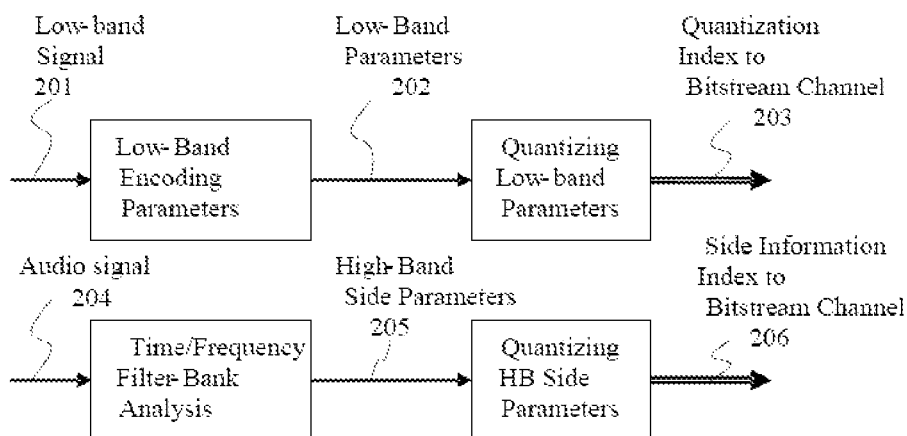 Low-band
Signal
201
Low-Band
Parameters
202
Quantization
Index to
Bitstream Channel
203
Low-Band
Encoding
Parameters
Quantizing
Low-band
Parameters
Audio signal
204
High-Band
Side Parameters
205
Side Information
Index to
Bitstream Channel
206
Time/Frequency
Filter-Bank
Analysis
Quantizing
HB Side
Parameters